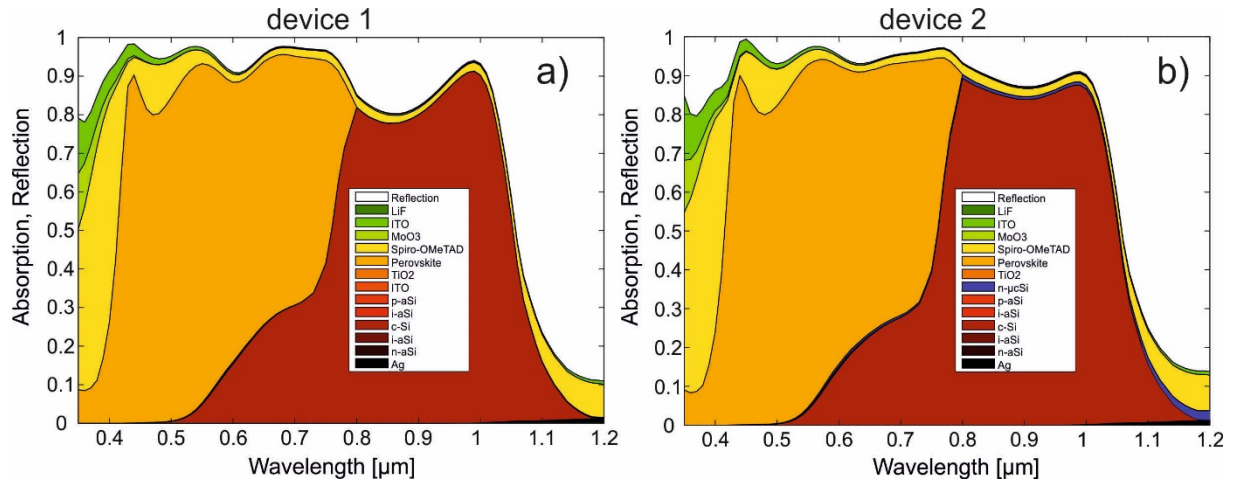 device 1
device 2
a)
b)
Absorption, Reflection
1
0.9
0.8
0.7
0.6
0.5
0.4
0.3
0.2
0.1
0
Reflection
LiF
ITO
MoO3
Spiro-OMeTAD
Perovskite
TiO2
ITO
p-aSi
i-aSi
c-Si
i-aSi
n-aSi
Ag
0.4 0.5 0.6 0.7 0.8 0.9 1 1.1 1.2
Wavelength [µm]
Absorption, Reflection
1
0.9
0.8
0.7
0.6
0.5
0.4
0.3
0.2
0.1
0
Reflection
LiF
ITO
MoO3
Spiro-OMeTAD
Perovskite
TiO2
n-µcSi
p-aSi
i-aSi
c-Si
i-aSi
n-aSi
Ag
0.4 0.5 0.6 0.7 0.8 0.9 1 1.1 1.2
Wavelength [µm]